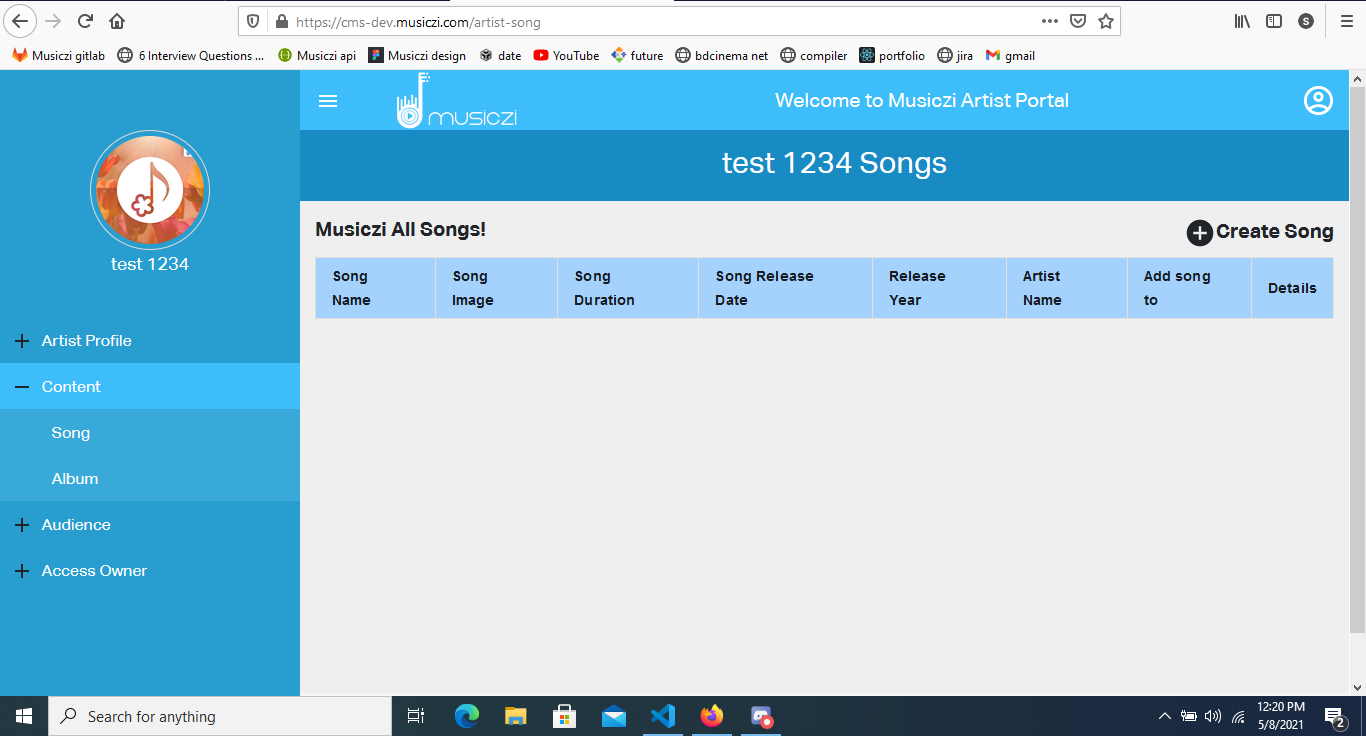 https://cms-dev.musiczi.com/artist-song
S
Musiczi gitlab
6 Interview Questions ...
Musiczi api
Musiczi design
date
YouTube
future
bdcinema net
compiler
portfolio
jira
gmail
musiczi
Welcome to Musiczi Artist Portal
test 1234 Songs
test 1234
Artist Profile
Content
Song
Album
Audience
Access Owner
Musiczi All Songs!
Create Song
Song
Name
Song
Image
Song
Duration
Song Release
Date
Release
Year
Artist
Name
Add song
to
Details
Search for anything
12:20 PM
5/8/2021
2